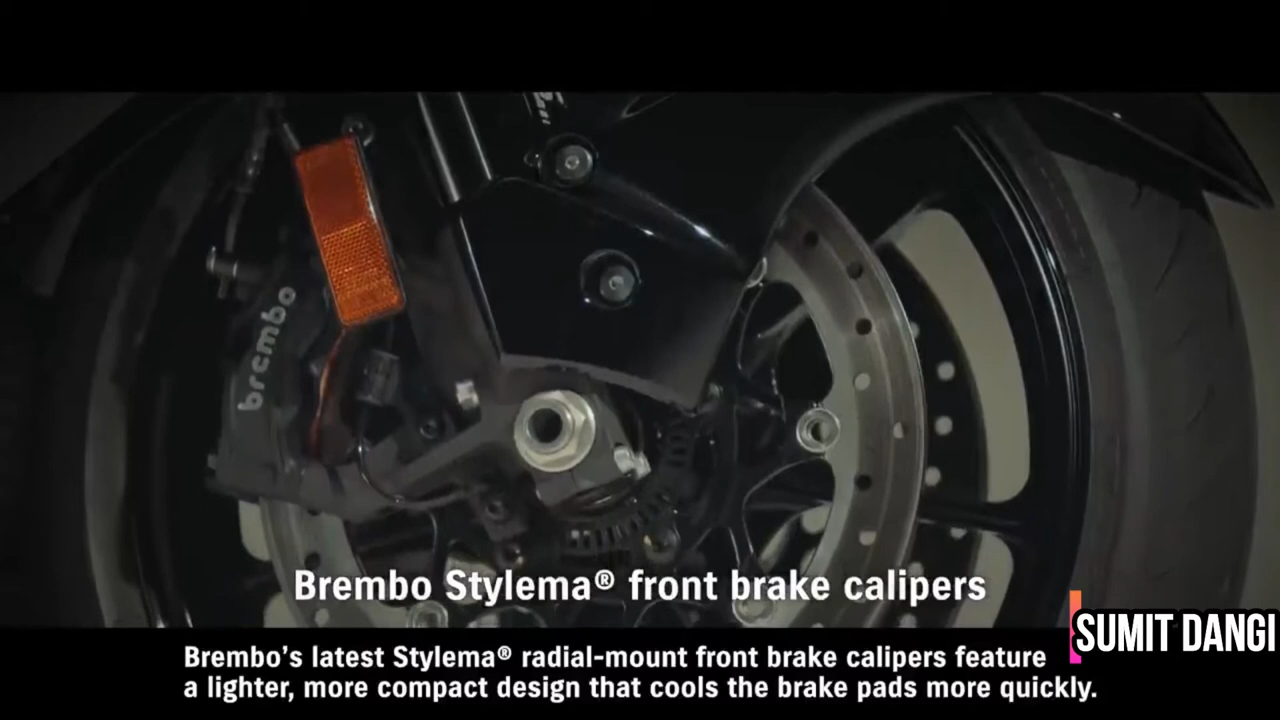 brembo
Brembo Stylema® front brake calipers
SUMIT DANGI
Brembo's latest Stylema® radial-mount front brake calipers feature
a lighter, more compact design that cools the brake pads more quickly.